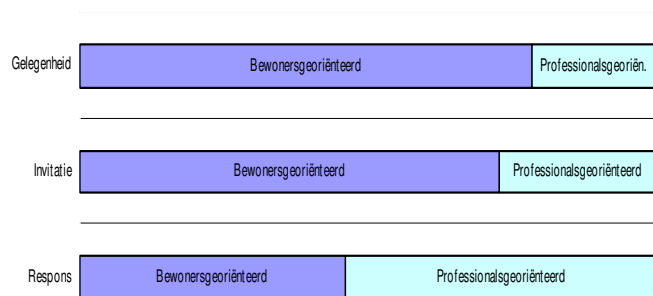 Gelegenheid Bewonersgeoriënteerd Professionalsgeoriën.
Invitatie Bewonersgeoriënteerd Professionalsgeoriënteerd
Respons Bewonersgeoriënteerd Professionalsgeoriënteerd